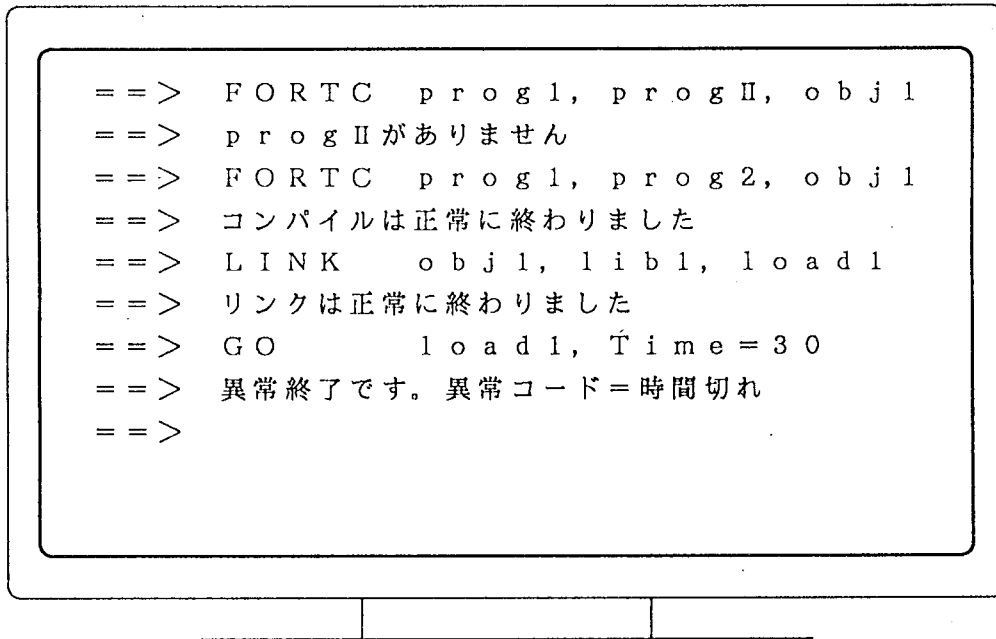 ==> FORTC prog1, progⅡ, obj1
==> progⅡがありません
==> FORTC prog1, prog2, obj1
==> コンパイルは正常に終わりました
==> LINK obj1, lib1, load1
==> リンクは正常に終わりました
==> GO load1, Time=30
==> 異常終了です。異常コード=時間切れ
==>